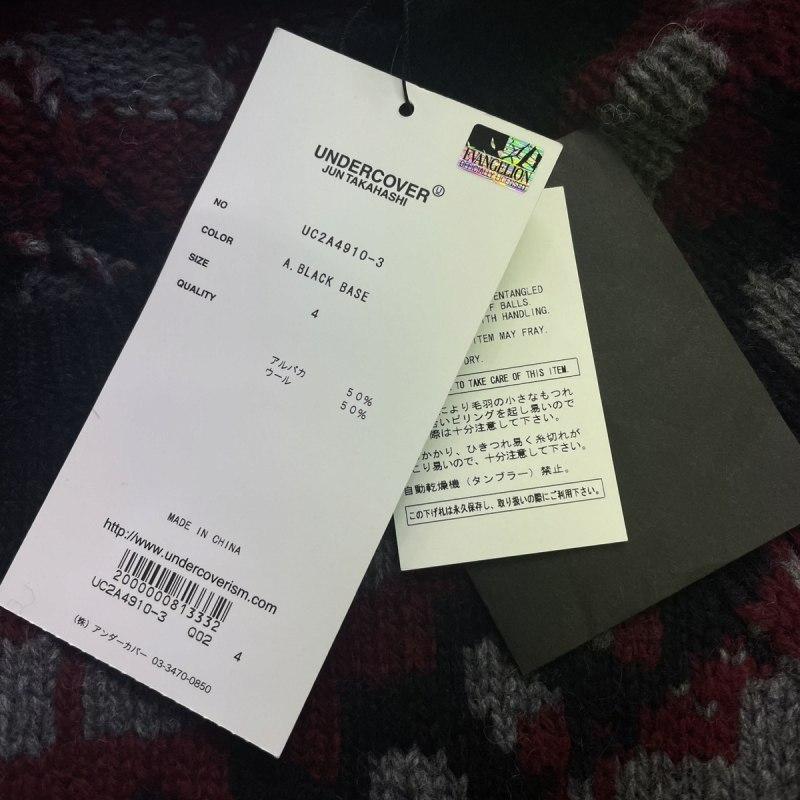 UNDERCOVER
JUN TAKAHASHI
EVANGELION
OFFICIALLY LICENSED
NO UC2A4910-3
COLOR A. BLACK BASE
SIZE 4
QUALITY
アルパカ 50%
ウール 50%
MADE IN CHINA
http://www.undercoverism.com
2000000813332
UC2A4910-3 002 4
(株) アンダーカバー 03-3470-0850
ENTANGLED
F BALLS.
TH HANDLING.
ITEM MAY FRAY.
DRY.
TO TAKE CARE OF THIS ITEM.
により毛羽の小さなもつれ
いピリングを起し易いので
際は十分注意して下さい。
かかり、ひきつれ易く糸切れが
こり易いので、十分注意して下さい。
自動乾燥機（タンブラー）禁止。
この下げ札は永久保存し、取り扱いの際にご利用下さい。